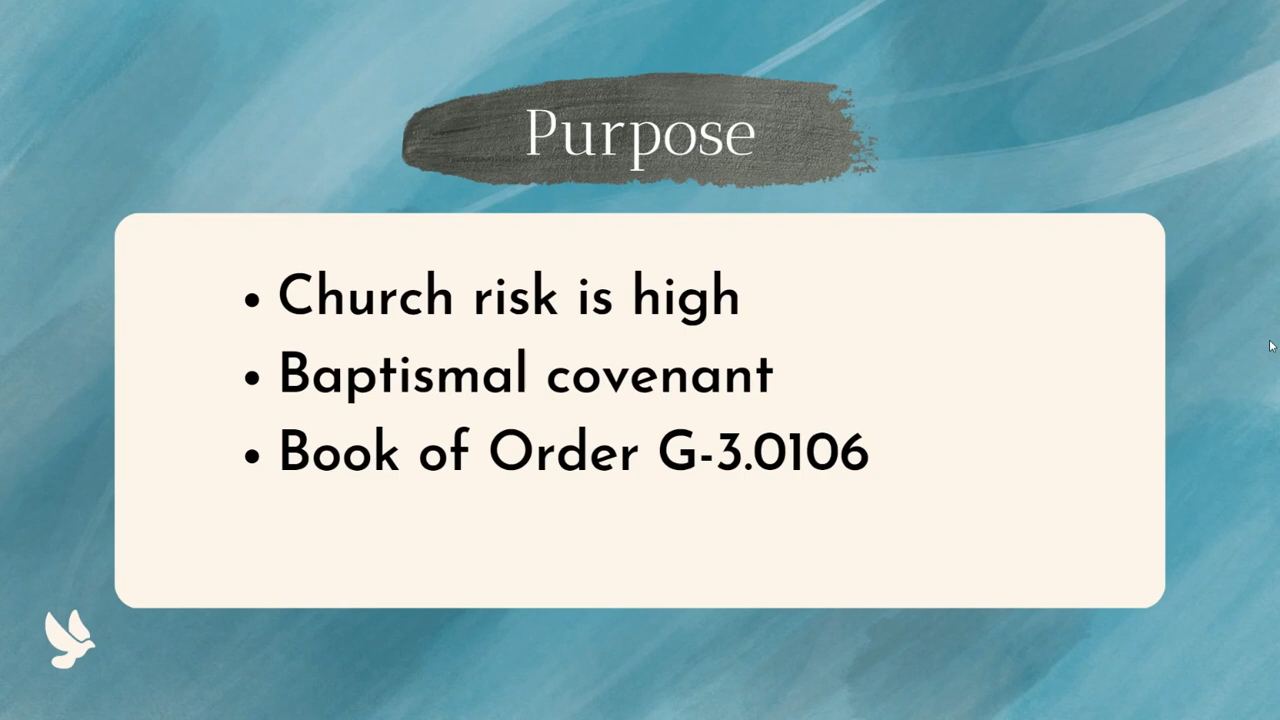 Purpose
• Church risk is high
• Baptismal covenant
• Book of Order G-3.0106